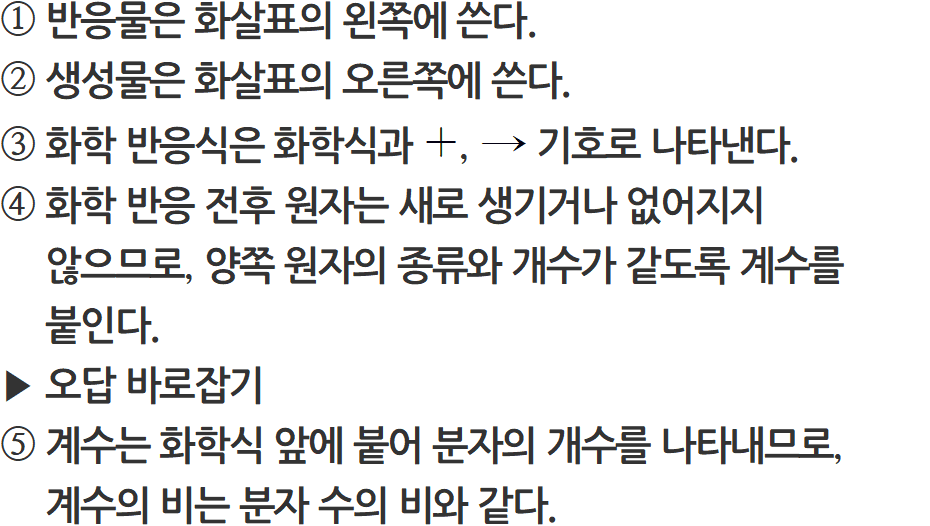 ① 반응물은 화살표의 왼쪽에 쓴다.
② 생성물은 화살표의 오른쪽에 쓴다.
③ 화학 반응식은 화학식과 +, → 기호로 나타낸다.
④ 화학 반응 전후 원자는 새로 생기거나 없어지지
않으므로, 양쪽 원자의 종류와 개수가 같도록 계수를
붙인다.
▶ 오답 바로잡기
⑤ 계수는 화학식 앞에 붙어 분자의 개수를 나타내므로,
계수의 비는 분자 수의 비와 같다.